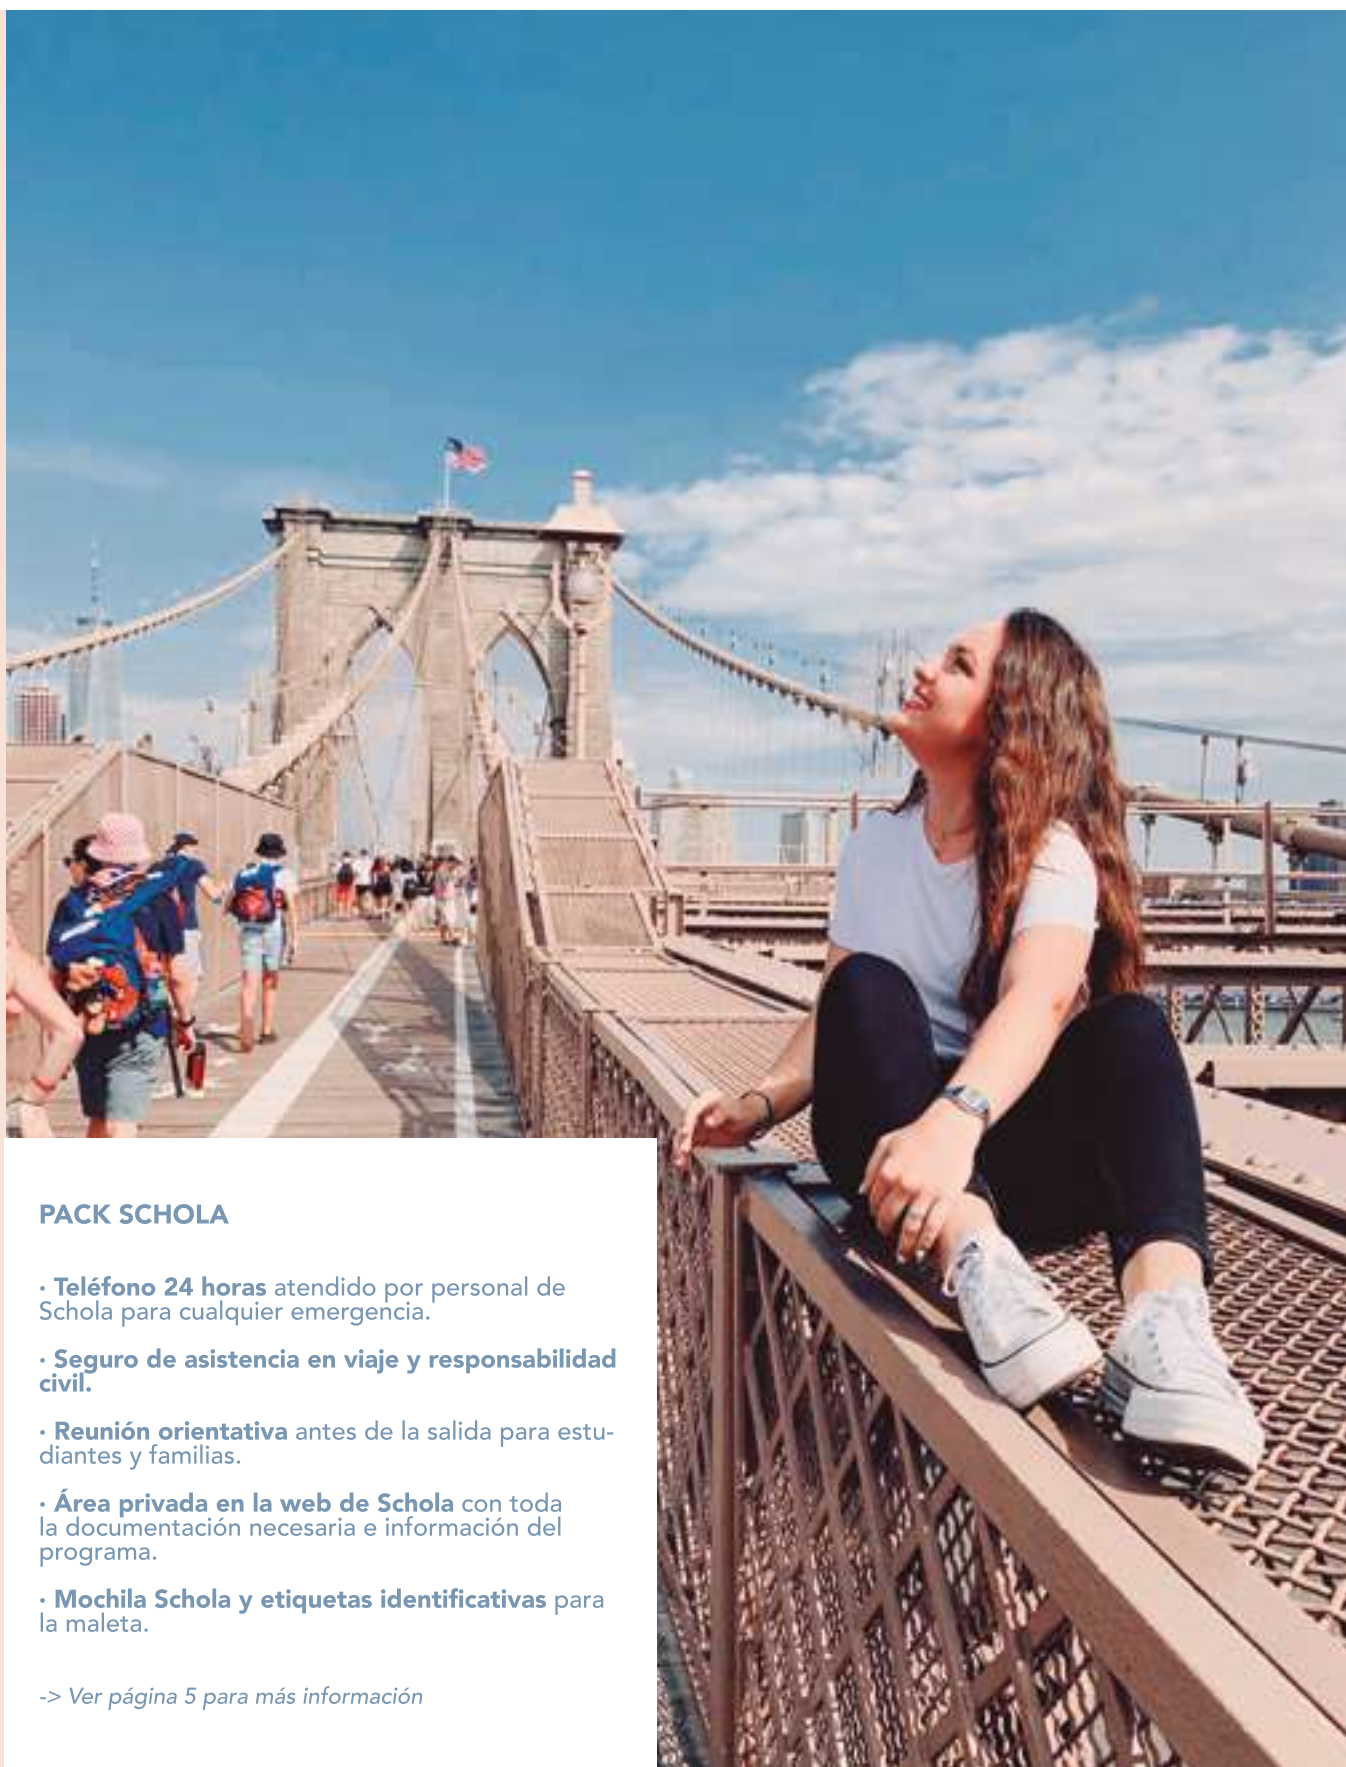 PACK SCHOLA
· Teléfono 24 horas atendido por personal de
Schola para cualquier emergencia.
· Seguro de asistencia en viaje y responsabilidad
civil.
· Reunión orientativa antes de la salida para estu-
diantes y familias.
· Área privada en la web de Schola con toda
la documentación necesaria e información del
programa.
· Mochila Schola y etiquetas identificativas para
la maleta.
-> Ver página 5 para más información